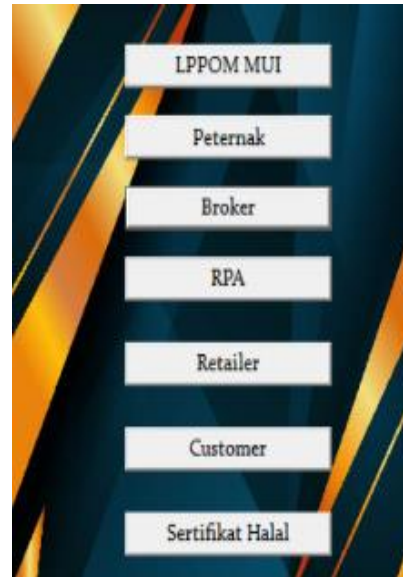 LPPOM MUI
Peternak
Broker
RPA
Retailer
Customer
Sertifikat Halal